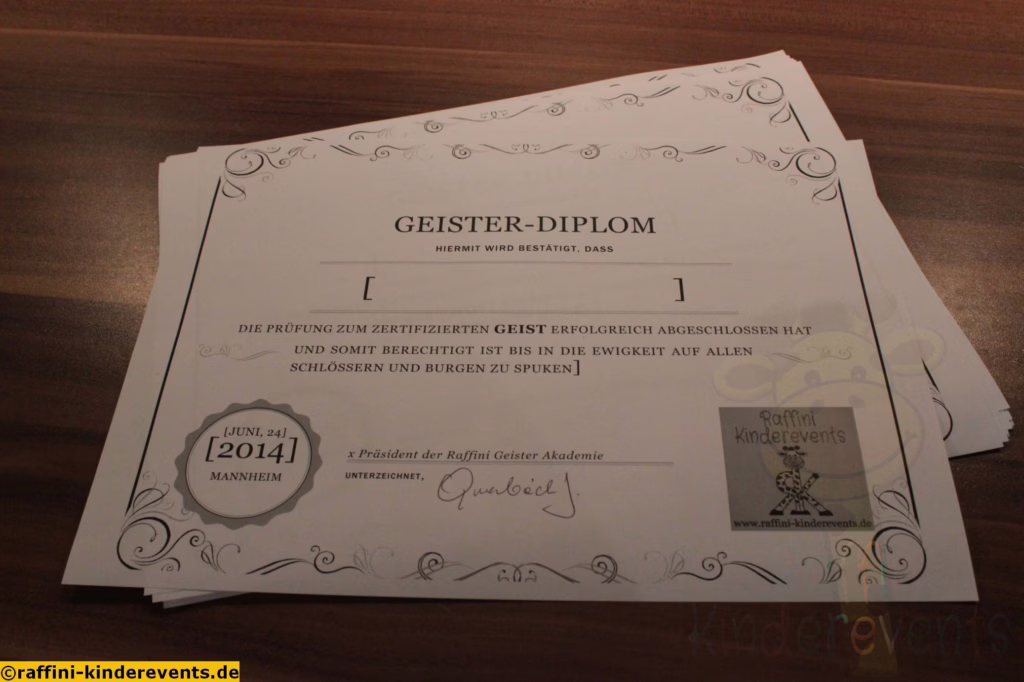 GEISTER-DIPLOM
HIERMIT WIRD BESTÄTIGT, DASS
[ ]
DIE PRÜFUNG ZUM ZERTIFIZIERTEN GEIST ERFOLGREICH ABGESCHLOSSEN HAT
UND SOMIT BERECHTIGT IST BIS IN DIE EWIGKEIT AUF ALLEN
SCHLÖSSERN UND BURGEN ZU SPUKEN]
[JUNI, 24]
[2014]
MANNHEIM
x Präsident der Raffini Geister Akademie
UNTERZEICHNET,
Raffini
Kinderevents
www.raffini-kinderevents.de
kinderevents
©raffini-kinderevents.de